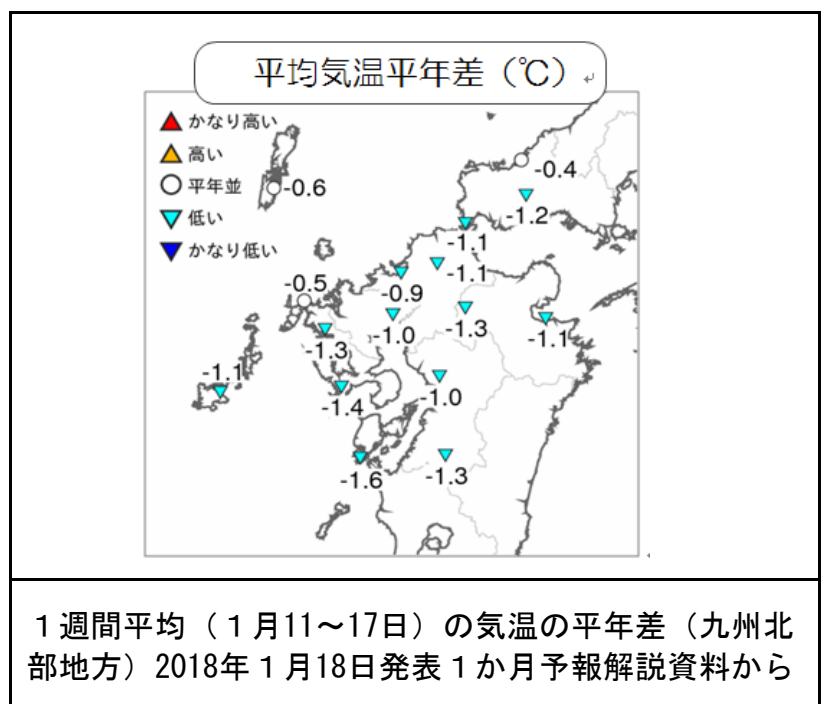 平均気温平年差（℃）
かなり高い
高い
平年並
低い
かなり低い
-0.6
-0.4
-1.2
-1.1
-1.1
-0.9
-0.5
-1.0
-1.3
-1.1
-1.3
-1.1
-1.4
-1.0
-1.6
-1.3
１週間平均（１月11～17日）の気温の平年差（九州北
部地方）2018年１月18日発表１か月予報解説資料から